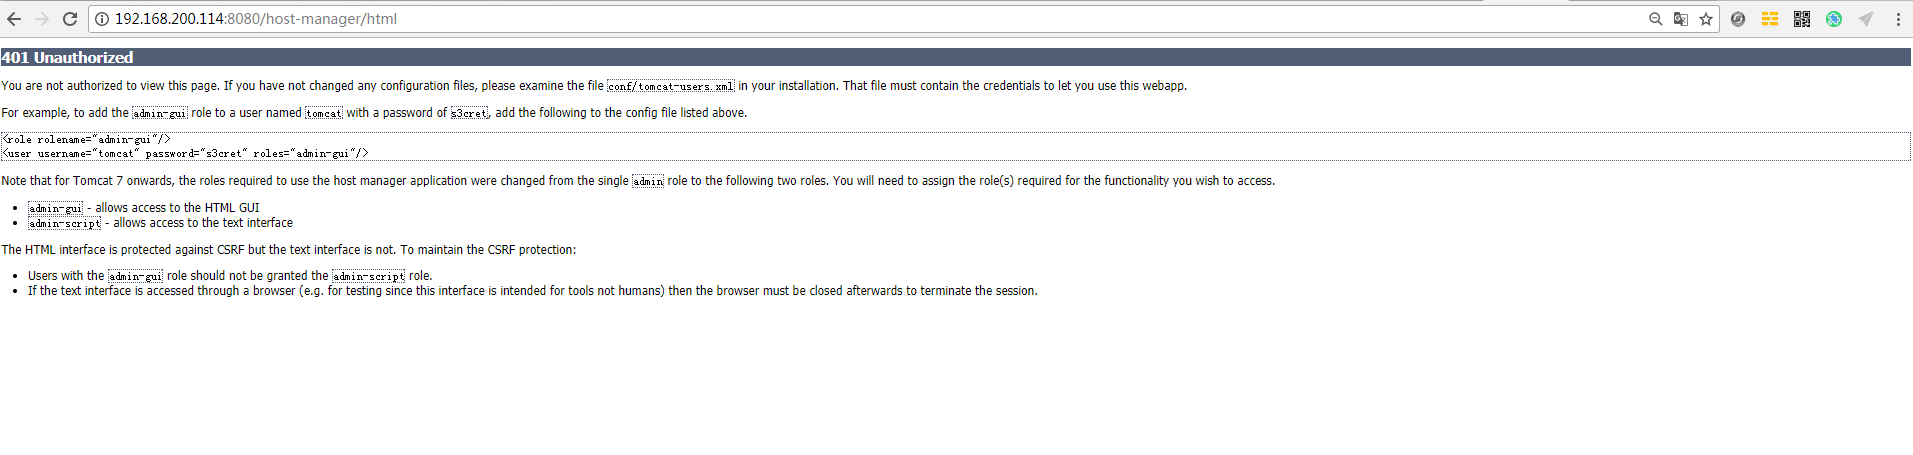 192.168.200.114:8080/host-manager/html
401 Unauthorized
You are not authorized to view this page. If you have not changed any configuration files, please examine the file conf/tomcat-users.xml in your installation. That file must contain the credentials to let you use this webapp.
For example, to add the admin-gui role to a user named tomcat with a password of s3cret, add the following to the config file listed above.
<role rolename="admin-gui"/>
<user username="tomcat" password="s3cret" roles="admin-gui"/>
Note that for Tomcat 7 onwards, the roles required to use the host manager application were changed from the single admin role to the following two roles. You will need to assign the role(s) required for the functionality you wish to access.
• admin-gui - allows access to the HTML GUI
• admin-script - allows access to the text interface
The HTML interface is protected against CSRF but the text interface is not. To maintain the CSRF protection:
• Users with the admin-gui role should not be granted the admin-script role.
• If the text interface is accessed through a browser (e.g. for testing since this interface is intended for tools not humans) then the browser must be closed afterwards to terminate the session.